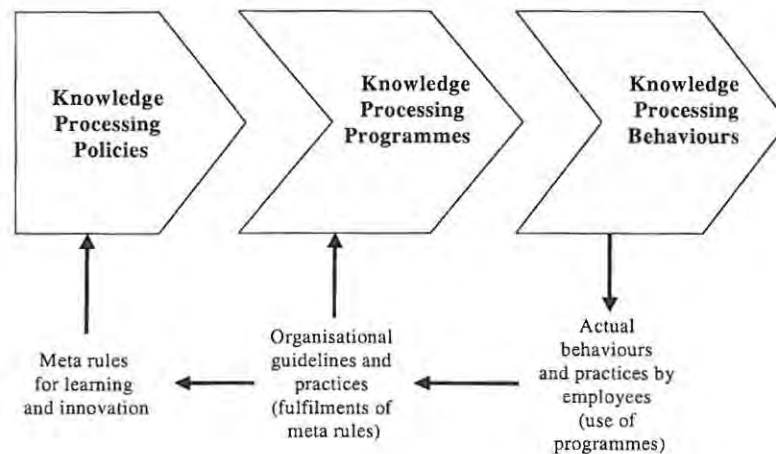 Knowledge
Processing
Policies
Knowledge
Processing
Programmes
Knowledge
Processing
Behaviours
Meta rules
for learning
and innovation
Organisational
guidelines and
practices
(fulfilments of
meta rules)
Actual
behaviours
and practices by
employees
(use of
programmes)